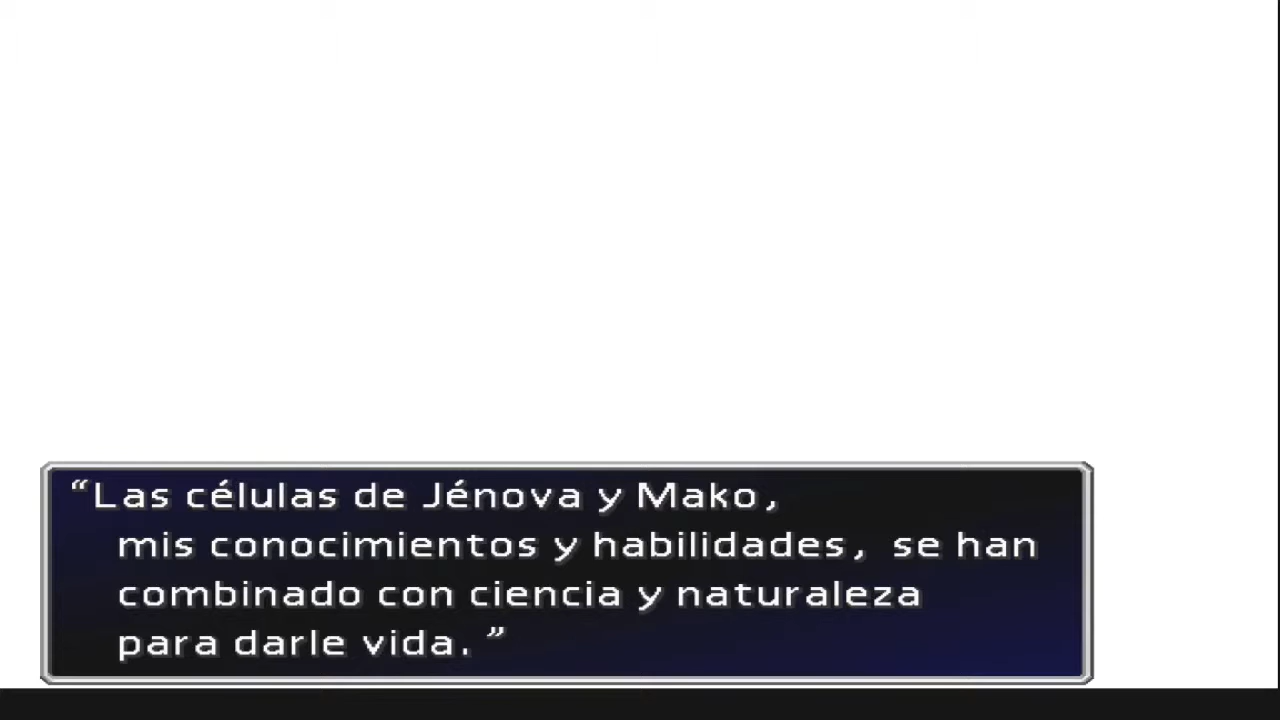 “Las células de Jénova y Mako,
mis conocimientos y habilidades, se han
combinado con ciencia y naturaleza
para darle vida.”